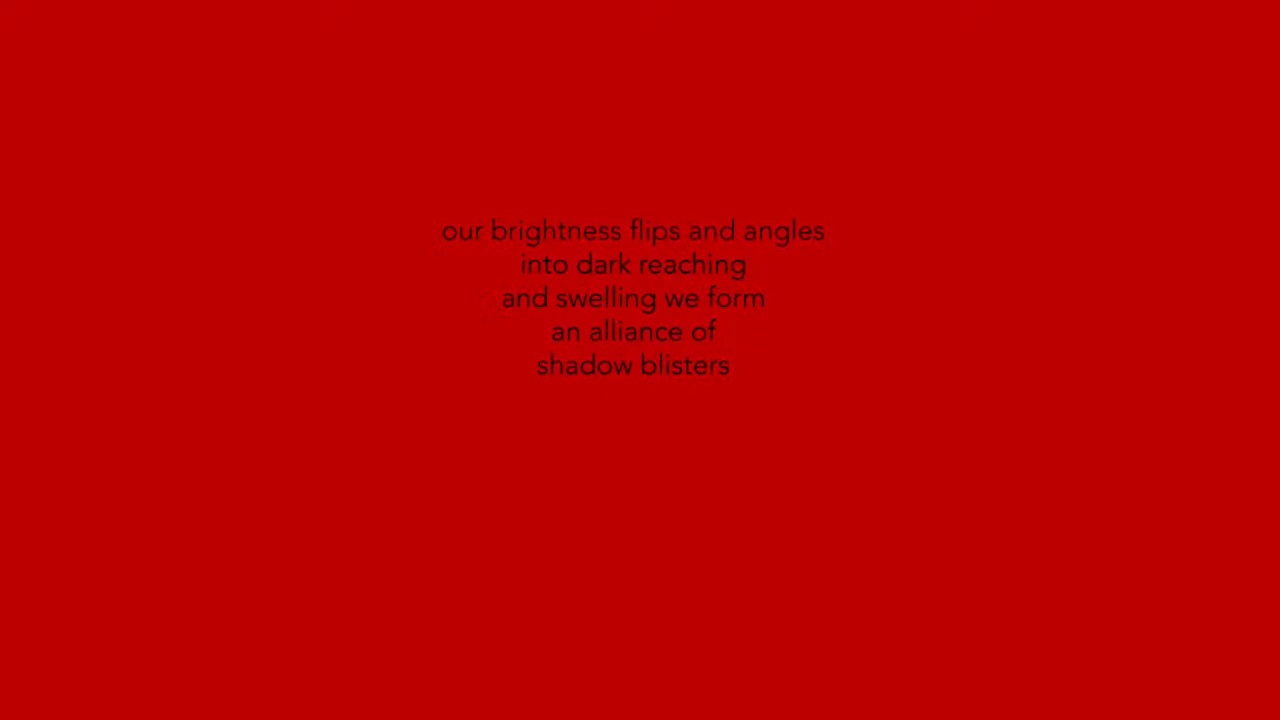 our brightness flips and angles
into dark reaching
and swelling we form
an alliance of
shadow blisters